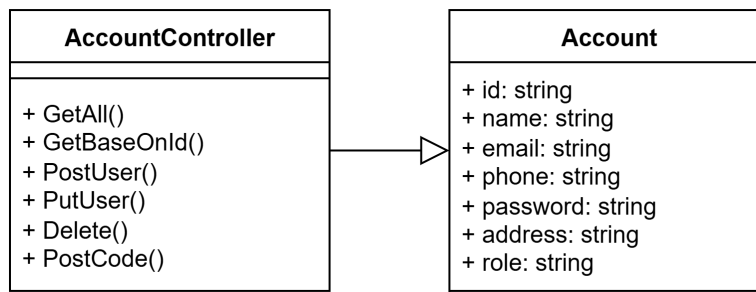 AccountController
+ GetAll()
+ GetBaseOnId()
+ PostUser()
+ PutUser()
+ Delete()
+ PostCode()
Account
+ id: string
+ name: string
+ email: string
+ phone: string
+ password: string
+ address: string
+ role: string